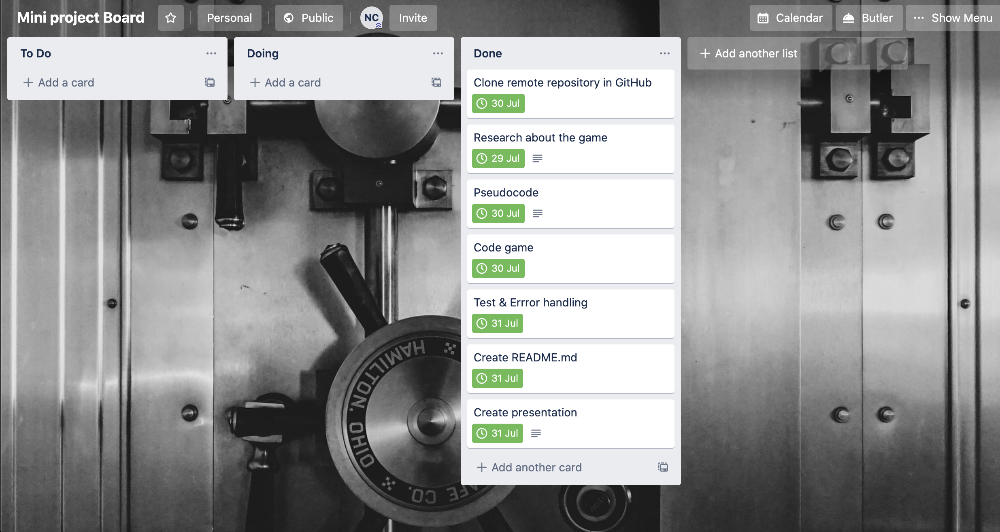 Mini project Board
Personal
Public
NC
Invite
Calendar
Butler
Show Menu
To Do
Add a card
Doing
Add a card
Done
Clone remote repository in GitHub
30 Jul
Research about the game
29 Jul
Pseudocode
30 Jul
Code game
30 Jul
Test & Errror handling
31 Jul
Create README.md
31 Jul
Create presentation
31 Jul
Add another card
Add another list
HAMILTON, OHIO
CO.